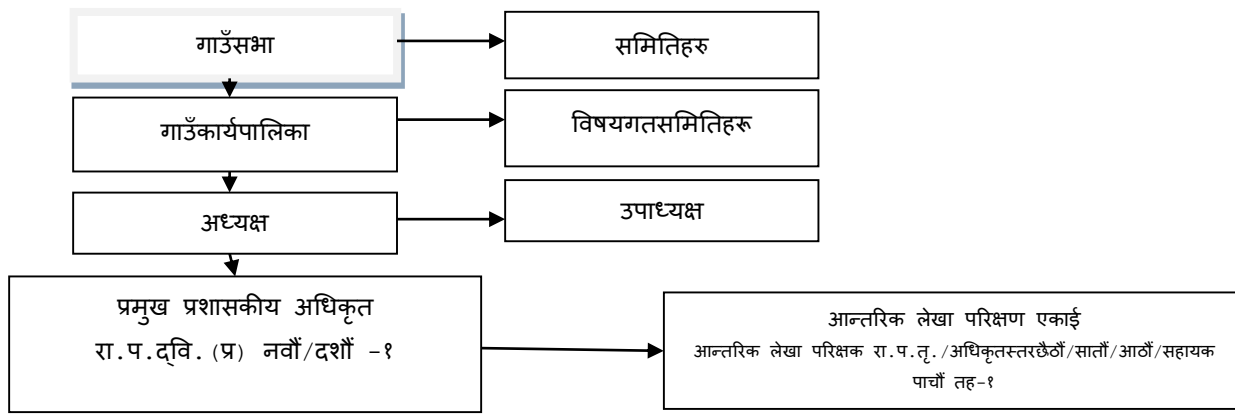 गाउँसभा
समितिहरु
गाउँकार्यपालिका
विषयगतसमितिहरू
अध्यक्ष
उपाध्यक्ष
प्रमुख प्रशासकीय अधिकृत
रा.प.द्वि.(प्र) नवौं/दशौं -१
आन्तरिक लेखा परिक्षण एकाई
आन्तरिक लेखा परिक्षक रा.प.तृ./अधिकृतस्तरछैठौं/सातौं/आठौं/सहायक
पाचौं तह-१